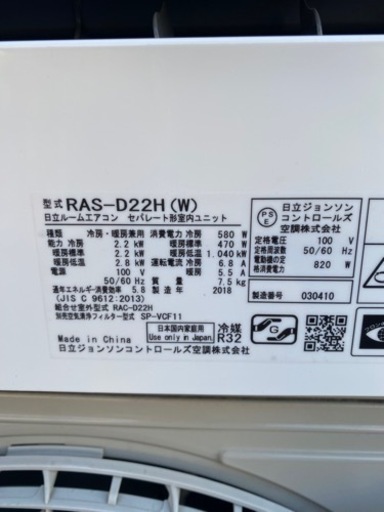 型式 RAS-D22H(W)
日立ルームエアコン セパレート形室内ユニット
種類 冷房・暖房兼用 消費電力 冷房 580 W
能力 冷房 2.2 kW 暖房標準 470 W
暖房標準 2.2 kW 暖房低温 1.040 kW
暖房低温 2.8 kW 運転電流 冷房 6.8 A
電源 100 V 暖房 5.5 A
50/60 Hz 質量 7.5 kg
通年エネルギー消費効率 5.8 2018
(JIS C 9612:2013)
組合せ室外型式 RAC-D22H
別売空気清浄フィルター型式 SP-VCF11
Made in China
日立ジョンソンコントロールズ空調株式会社
日本国内家庭用
Use only in Japan
冷媒
R32
PSE
日立ジョンソン
コントロールズ
空調株式会社
定格電圧 100 V
定格周波数 50/60 Hz
電動機の定格
消費電力 820 W
製造番号 030410
G